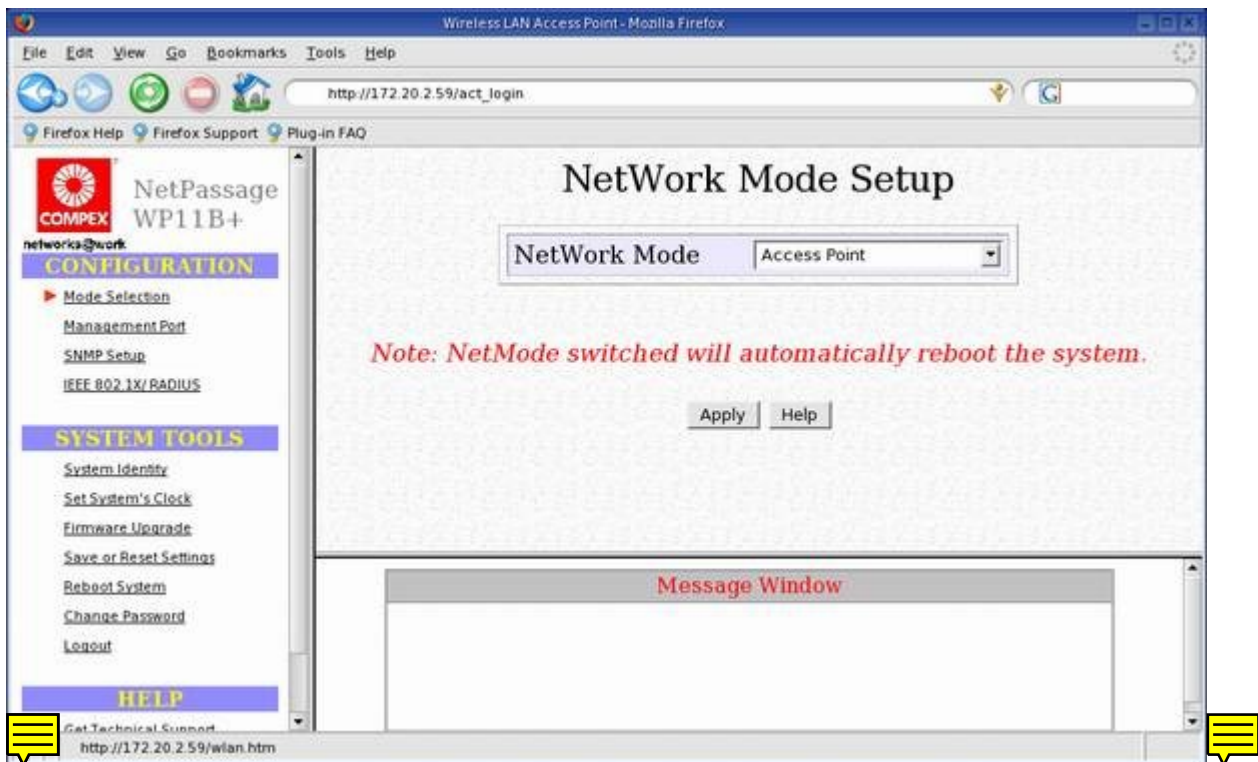 Wireless LAN Access Point - Mozilla Firefox
File Edit View Go Bookmarks Tools Help
http://172.20.2.59/act_login
G
Firefox Help Firefox Support Plug-in FAQ
COMPEX
networks@work
NetPassage
WP11B+
CONFIGURATION
Mode Selection
Management Port
SNMP Setup
IEEE 802.1X/ RADIUS
SYSTEM TOOLS
System Identity
Set System's Clock
Firmware Upgrade
Save or Reset Settings
Reboot System
Change Password
Logout
HELP
Get Technical Support
NetWork Mode Setup
NetWork Mode Access Point
Note: NetMode switched will automatically reboot the system.
Apply Help
Message Window
http://172.20.2.59/wlan.htm